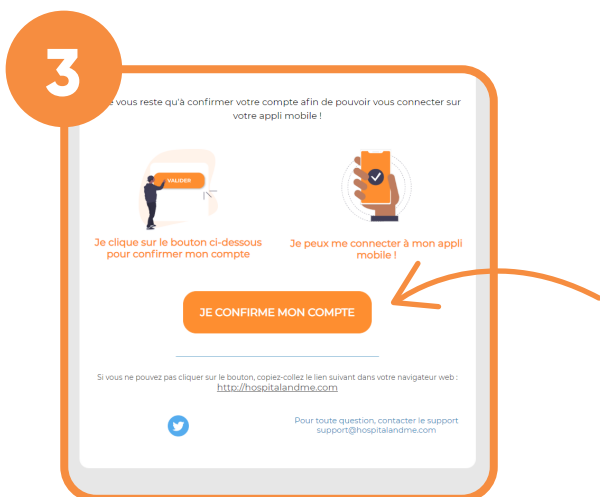 3
vous reste qu'à confirmer votre compte afin de pouvoir vous connecter sur
votre appli mobile !
VALIDER
Je clique sur le bouton ci-dessous
pour confirmer mon compte
Je peux me connecter à mon appli
mobile !
JE CONFIRME MON COMPTE
Si vous ne pouvez pas cliquer sur le bouton, copiez-collez le lien suivant dans votre navigateur web :
http://hospitalandme.com
Pour toute question, contacter le support
support@hospitalandme.com